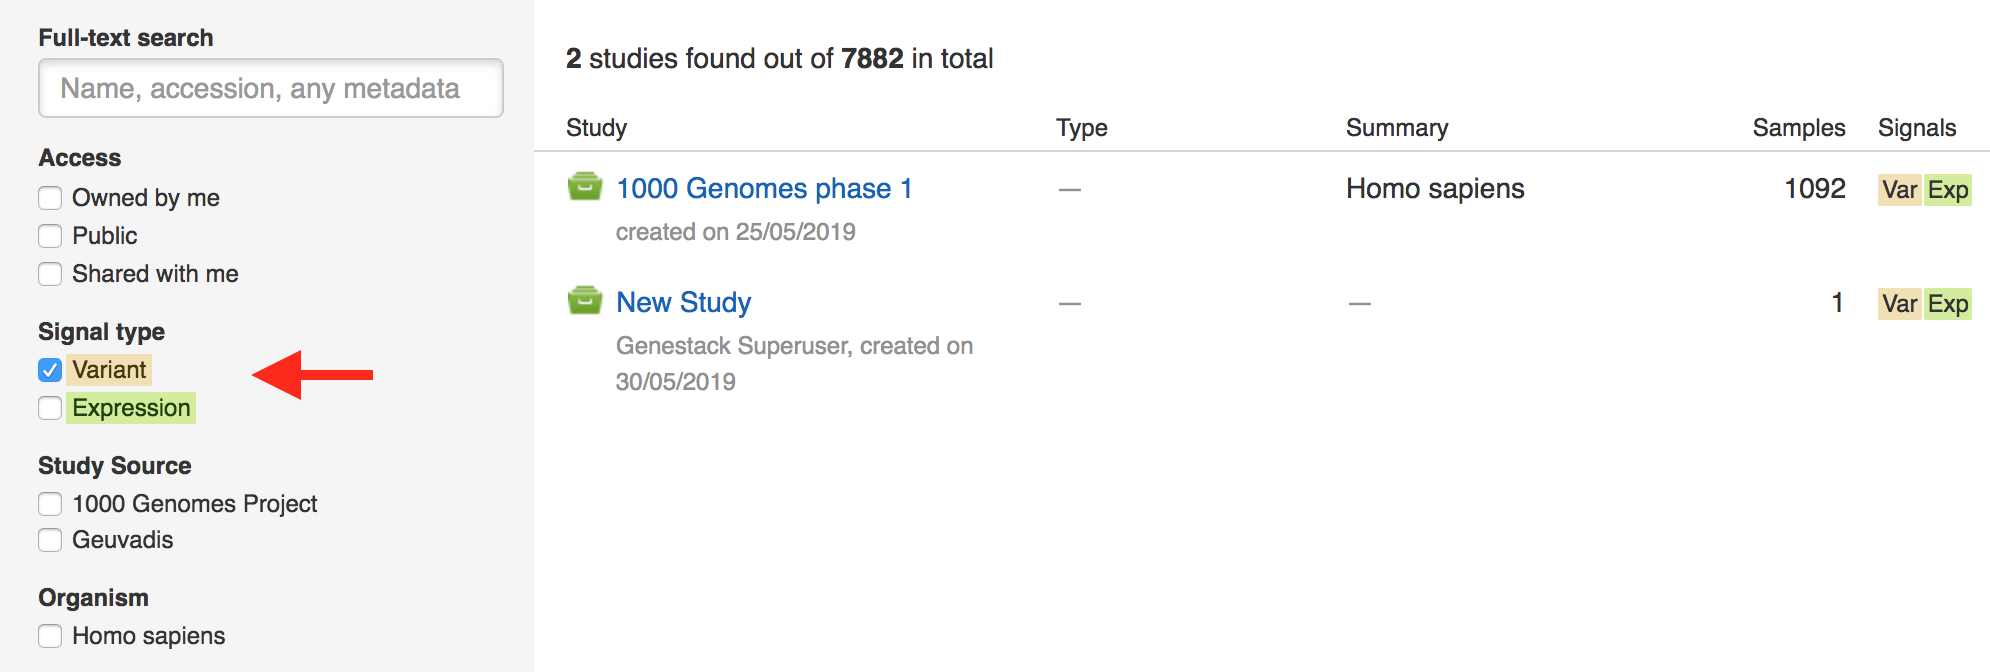 Full-text search
Name, accession, any metadata
Access
Owned by me
Public
Shared with me
Signal type
Variant
Expression
Study Source
1000 Genomes Project
Geuvadis
Organism
Homo sapiens
2 studies found out of 7882 in total
Study Type Summary Samples Signals
1000 Genomes phase 1 — Homo sapiens 1092 Var Exp
created on 25/05/2019
New Study — — 1 Var Exp
Genestack Superuser, created on
30/05/2019